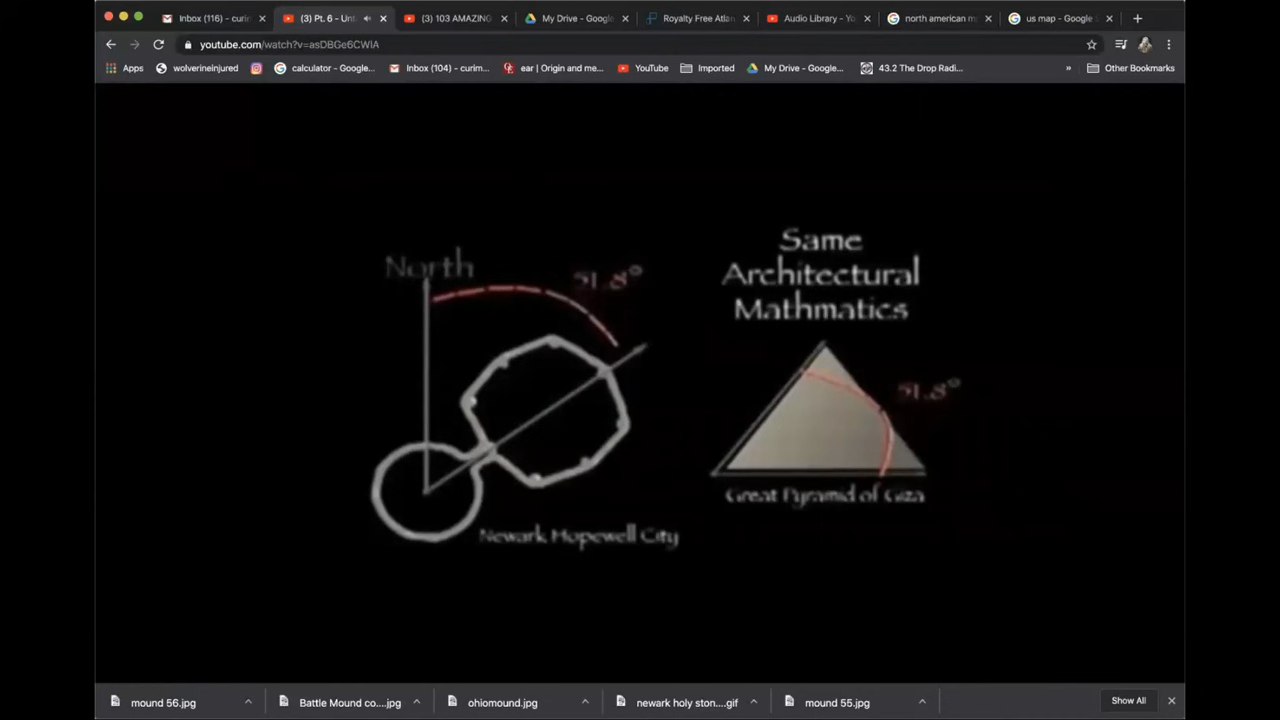 Inbox (116) - curin
(3) Pt. 6 - Un
(3) 103 AMAZING
My Drive - Google
Royalty Free Atlan
Audio Library - Yo
north american m
us map - Google S
youtube.com/watch?v=asDBGe6CWIA
Apps
wolverineinjured
calculator - Google...
Inbox (104) - curim...
ear | Origin and me...
YouTube
Imported
My Drive - Google...
43.2 The Drop Radi...
»
Other Bookmarks
North
51.8°
Same
Architectural
Mathmatics
51.8°
Great Pyramid of Giza
Newark Hopewell City
mound 56.jpg
Battle Mound co....jpg
ohiomound.jpg
newark holy ston....gif
mound 55.jpg
Show All